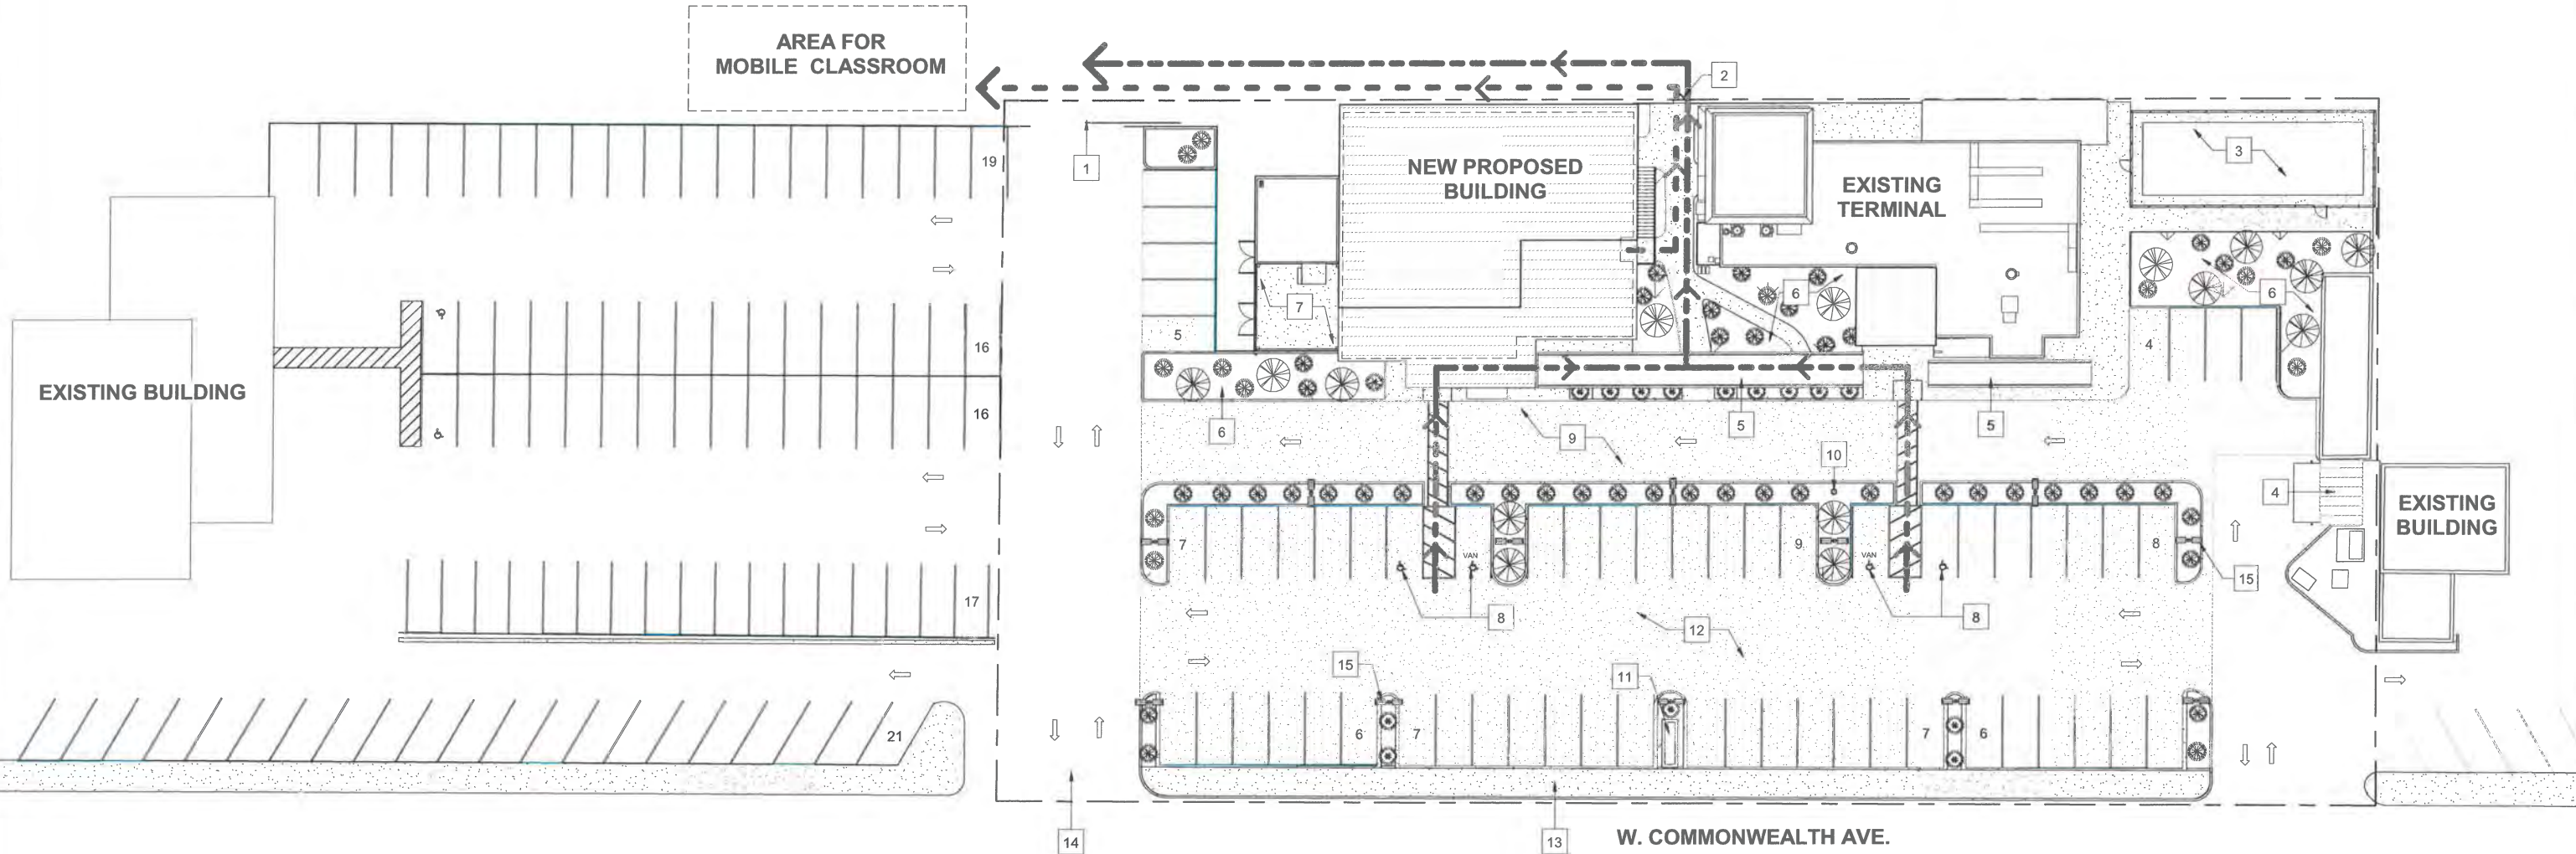 AREA FOR
MOBILE CLASSROOM
2
1
19
3
NEW PROPOSED
BUILDING
EXISTING
TERMINAL
6
6
7
5
16
4
EXISTING BUILDING
16
6
9
5
5
10
4
EXISTING
BUILDING
7
VAN
9
VAN
8
15
17
8
8
12
15
11
21
6
7
7
6
14
13
W. COMMONWEALTH AVE.